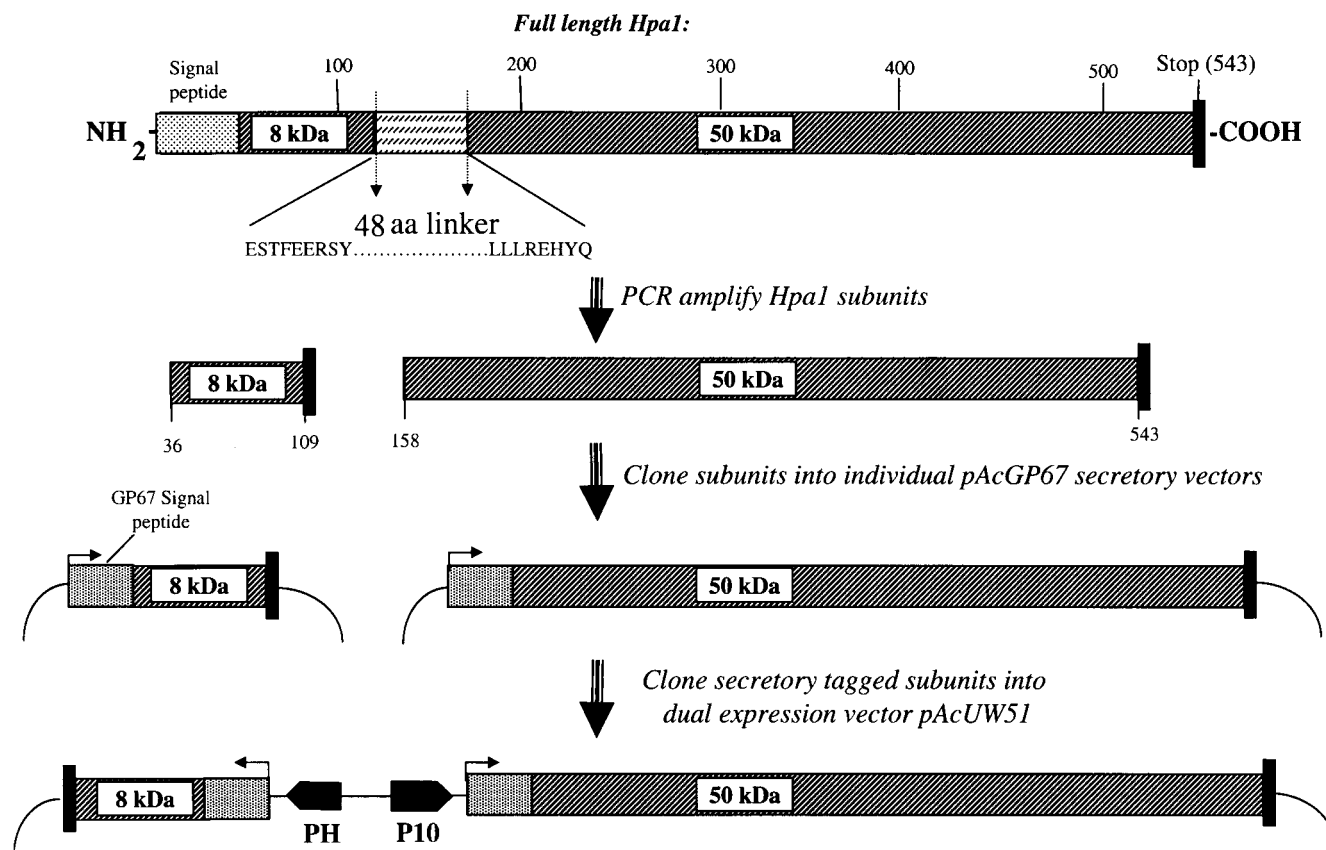 Full length Hpa1:
Signal
peptide
100
200
300
400
500
Stop (543)
NH2
8 kDa
50 kDa
-COOH
48 aa linker
ESTFEERSY....................LLLREHYQ
PCR amplify Hpa1 subunits
8 kDa
50 kDa
36
109
158
543
Clone subunits into individual pAcGP67 secretory vectors
GP67 Signal
peptide
8 kDa
50 kDa
Clone secretory tagged subunits into
dual expression vector pAcUW51
8 kDa
50 kDa
PH
P10